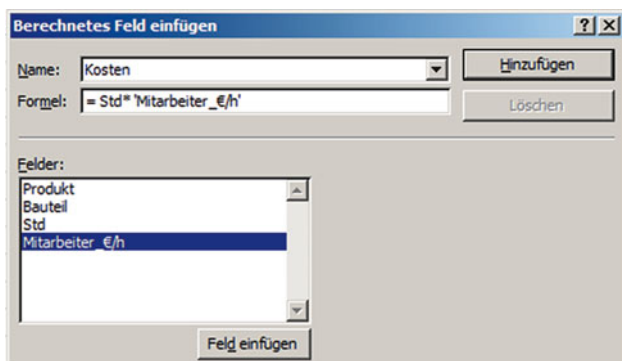 Berechnetes Feld einfügen
Name: Kosten Hinzufügen
Formel: = Std* 'Mitarbeiter_€/h' Löschen
Felder:
Produkt
Bauteil
Std
Mitarbeiter_€/h
Feld einfügen